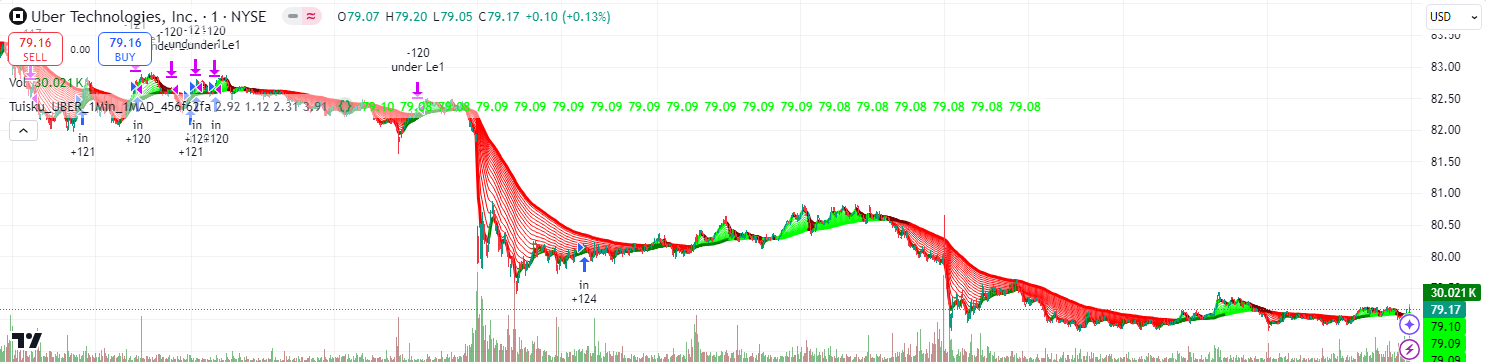 Uber Technologies, Inc. · 1 · NYSE O79.07 H79.20 L79.05 C79.17 +0.10 (+0.13%)
USD
83.50
-120
79.16
SELL
0.00
79.16
BUY
under Le1
-120
under Le1
83.00
Vol 30.021 K
82.50
Tuisku_UBER_1Min_1MAD_456f62fa 2.92 1.12 2.31 3.91 79.10 79.08 79.08 79.09 79.09 79.09 79.09 79.09 79.09 79.09 79.09 79.08 79.08 79.08 79.08 79.08 79.08 79.08
in
+121
in
+120
in
+121
in
+120
82.00
81.50
81.00
80.50
80.00
in
+124
30.021 K
79.17
79.10
79.09
79.09